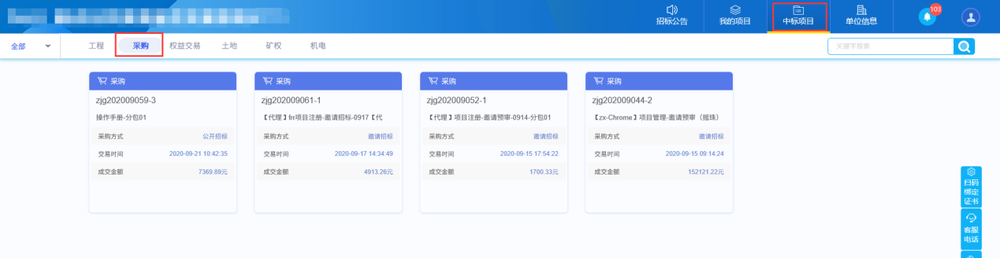 招标公告 我的项目 中标项目 单位信息 103
全部 工程 采购 权益交易 土地 矿权 机电 关键字搜索
采购 采购 采购 采购
zjg202009059-3 zjg202009061-1 zjg202009052-1 zjg202009044-2
操作手册-分包01 【代理】frr项目注册-邀请招标-0917【代 【代理】项目注册-邀请预审-0914-分包01 【zx-Chrome】项目管理-邀请预审（摇珠）
采购方式 公开招标 采购方式 邀请招标 采购方式 邀请招标 采购方式 邀请招标
交易时间 2020-09-21 10:42:35 交易时间 2020-09-17 14:34:49 交易时间 2020-09-15 17:54:22 交易时间 2020-09-15 09:14:24
成交金额 7369.89元 成交金额 4913.26元 成交金额 1700.33元 成交金额 152121.22元
扫码
绑定
证书
客服
电话